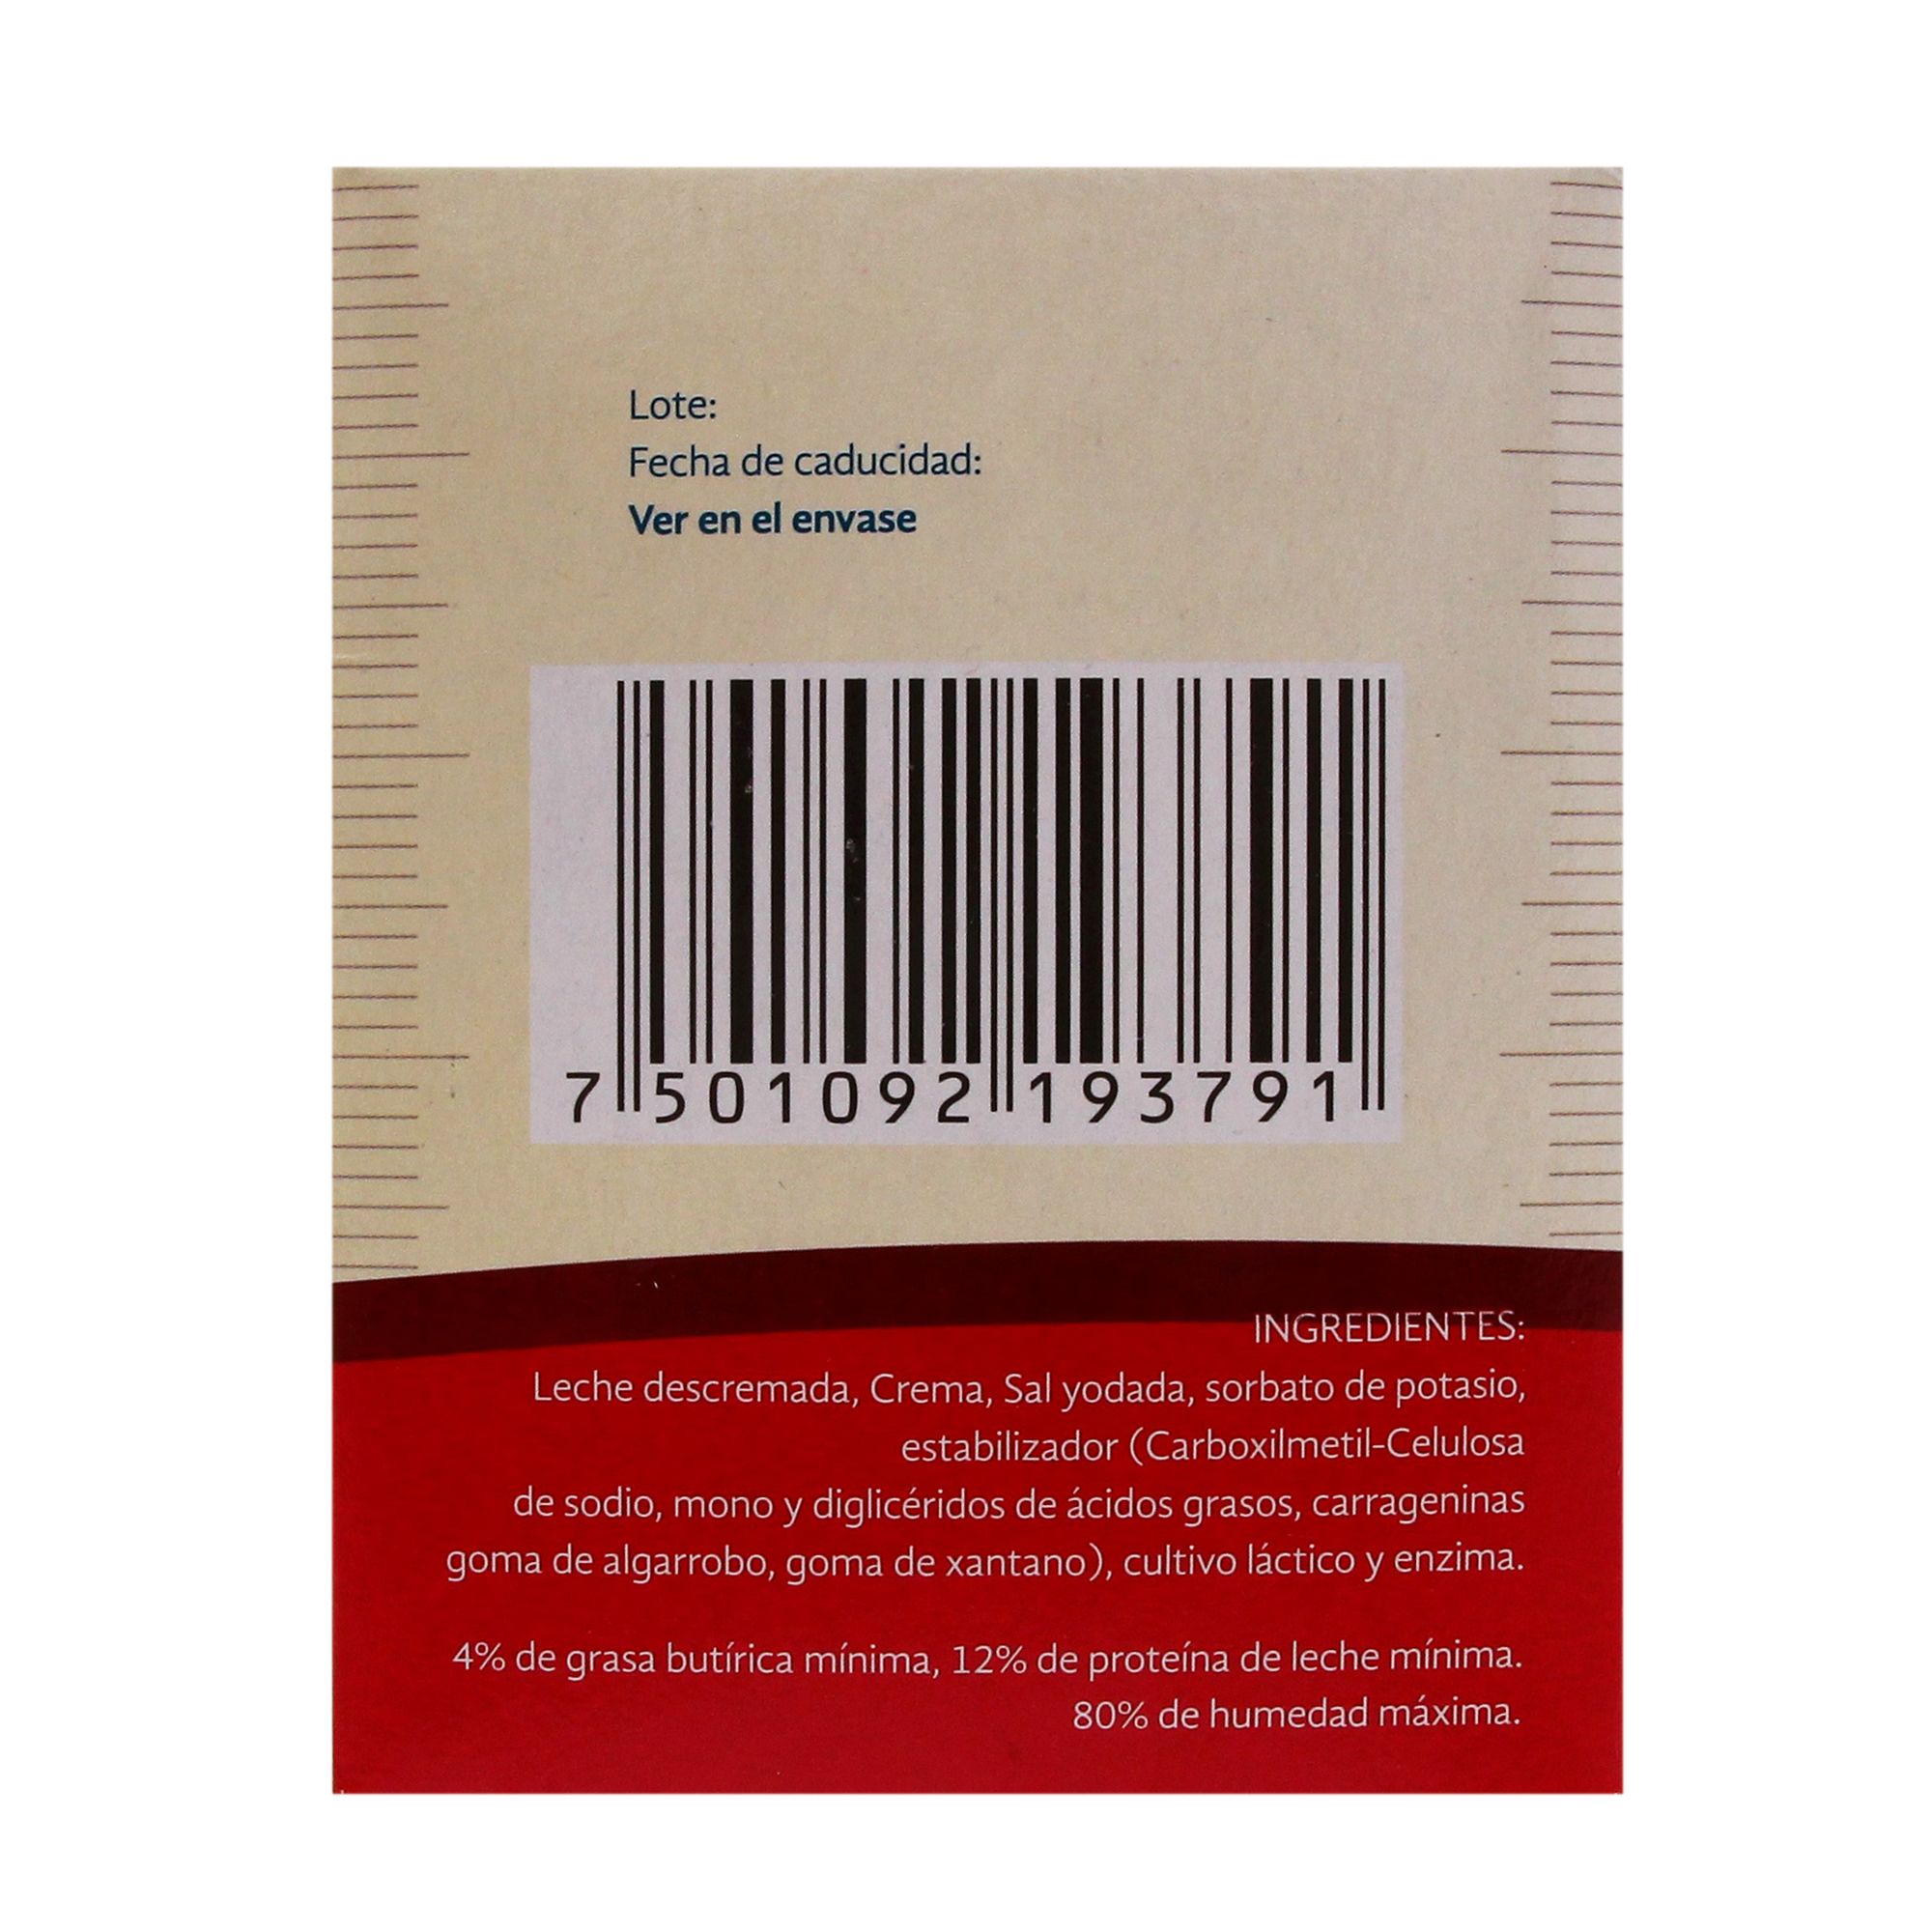 Lote:
Fecha de caducidad:
Ver en el envase
7 501092 193791
INGREDIENTES:
Leche descremada, Crema, Sal yodada, sorbato de potasio,
estabilizador (Carboxilmetil-Celulosa
de sodio, mono y diglicéridos de ácidos grasos, carrageninas
goma de algarrobo, goma de xantano), cultivo láctico y enzima.
4% de grasa butírica mínima, 12% de proteína de leche mínima.
80% de humedad máxima.